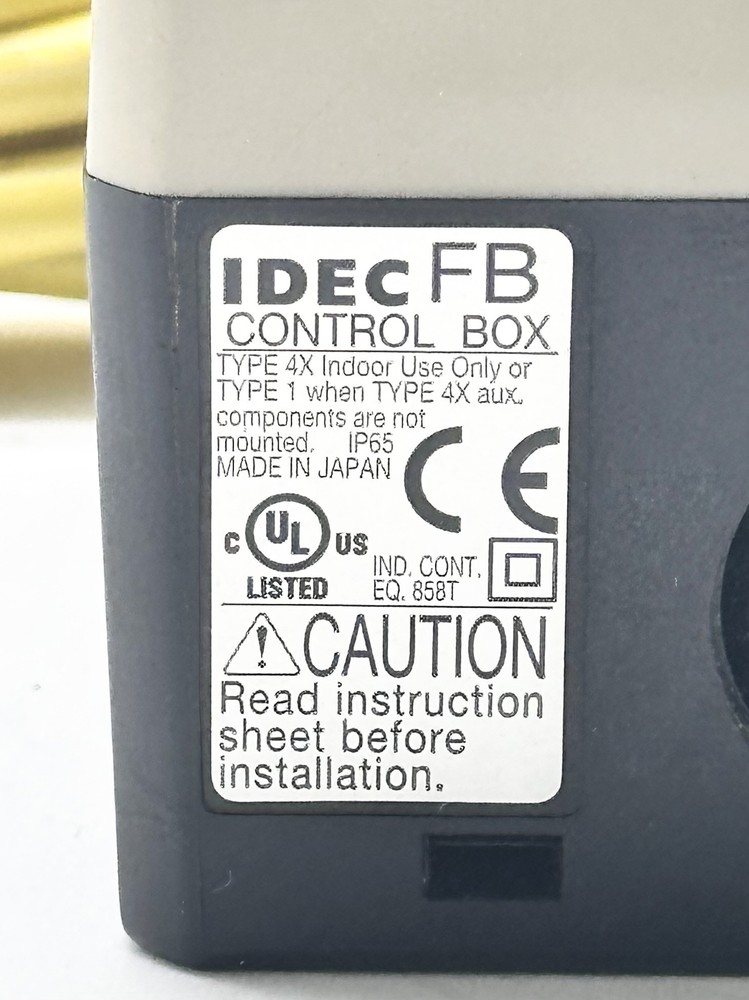 IDEC FB
CONTROL BOX
TYPE 4X Indoor Use Only or
TYPE 1 when TYPE 4X aux.
components are not
mounted. IP65
MADE IN JAPAN
CE
C UL US
LISTED
IND. CONT.
EQ. 858T
CAUTION
Read instruction
sheet before
installation.